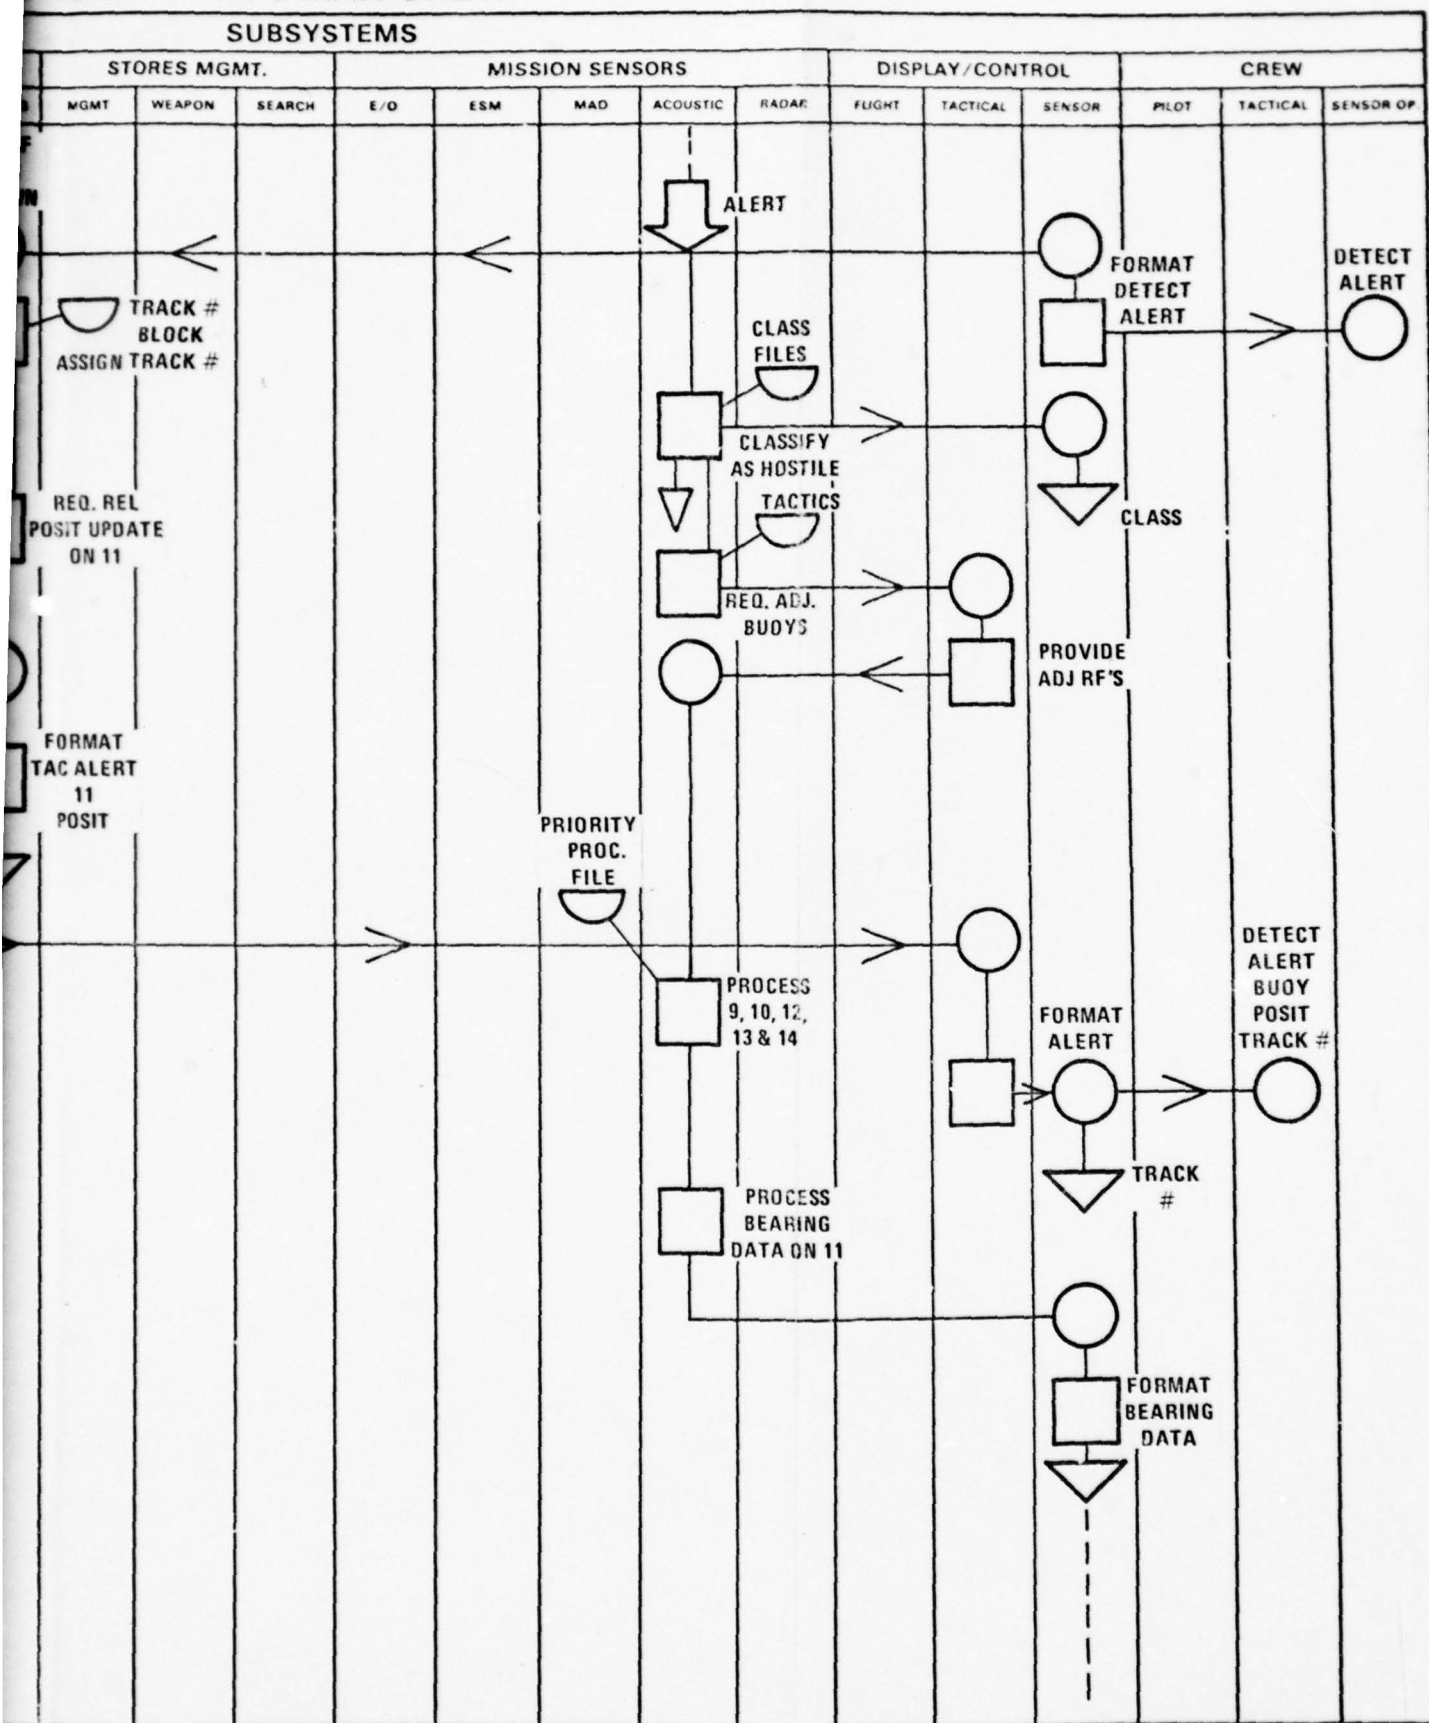 SUBSYSTEMS
STORES MGMT. MISSION SENSORS DISPLAY/CONTROL CREW
MGMT WEAPON SEARCH E/O ESM MAD ACOUSTIC RADAR FLIGHT TACTICAL SENSOR PILOT TACTICAL SENSOR OP
ALERT
FORMAT
DETECT
ALERT
DETECT
ALERT
TRACK #
BLOCK
ASSIGN TRACK #
CLASS
FILES
CLASSIFY
AS HOSTILE
CLASS
REQ. REL
POSIT UPDATE
ON 11
TACTICS
REQ. ADJ.
BUOYS
PROVIDE
ADJ RF'S
FORMAT
TAC ALERT
11
POSIT
PRIORITY
PROC.
FILE
PROCESS
9, 10, 12,
13 & 14
FORMAT
ALERT
DETECT
ALERT
BUOY
POSIT
TRACK #
TRACK
#
PROCESS
BEARING
DATA ON 11
FORMAT
BEARING
DATA